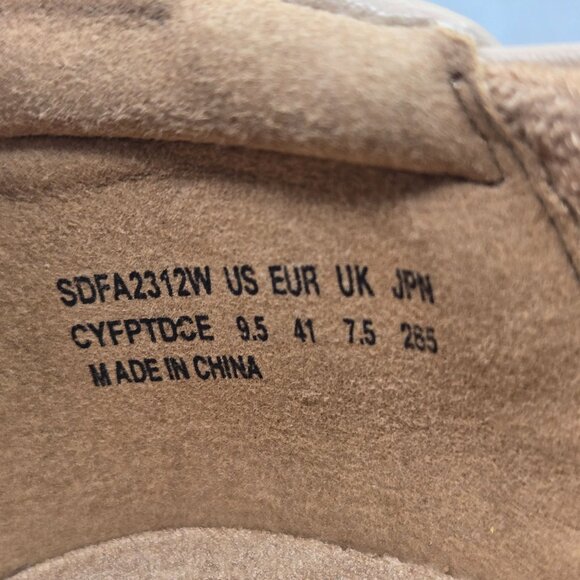 SDFA2312W US EUR UK JPN
CYFPTDCE 9.5 41 7.5 265
MADE IN CHINA